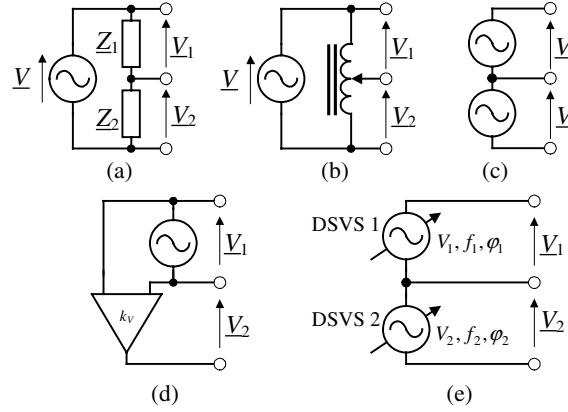 V
Z1
Z2
V1
V2
(a)
V
V1
V2
(b)
V
V
(c)
kV
V1
V2
(d)
DSVS 1
V1, f1, φ1
V1
DSVS 2
V2, f2, φ2
V2
(e)